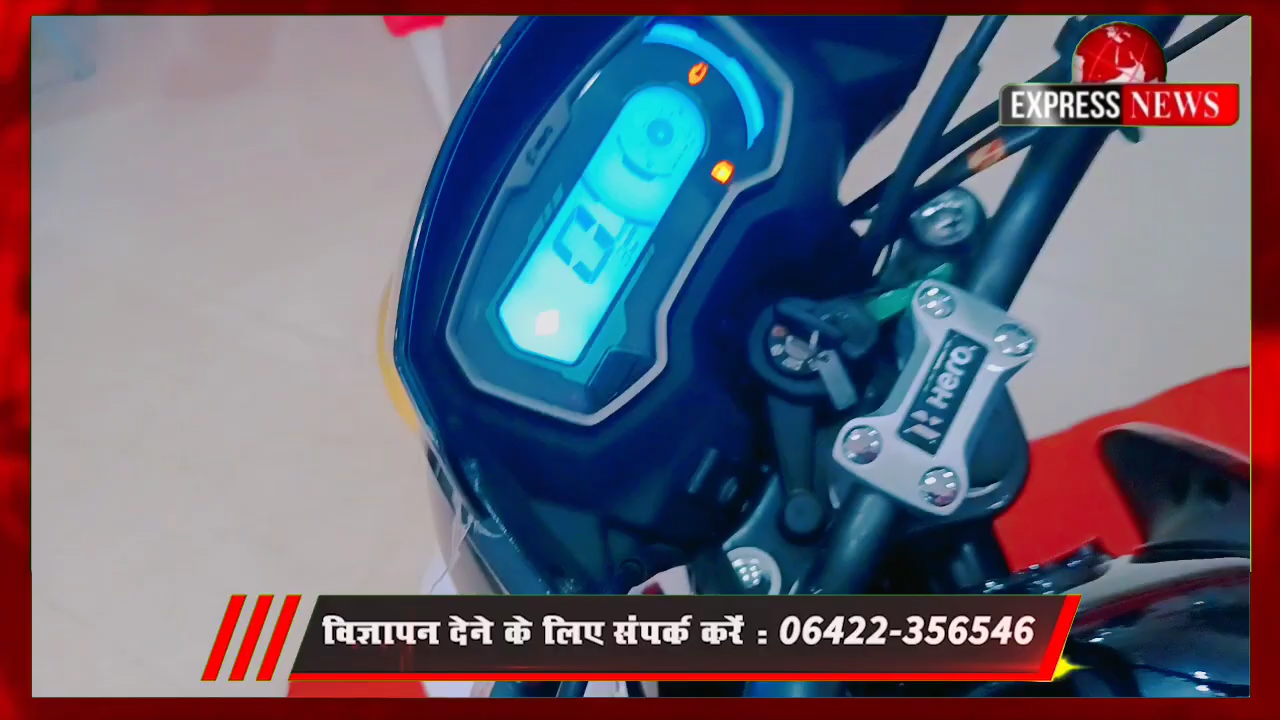 EXPRESS NEWS
Hero
विज्ञापन देने के लिए संपर्क करें : 06422-356546